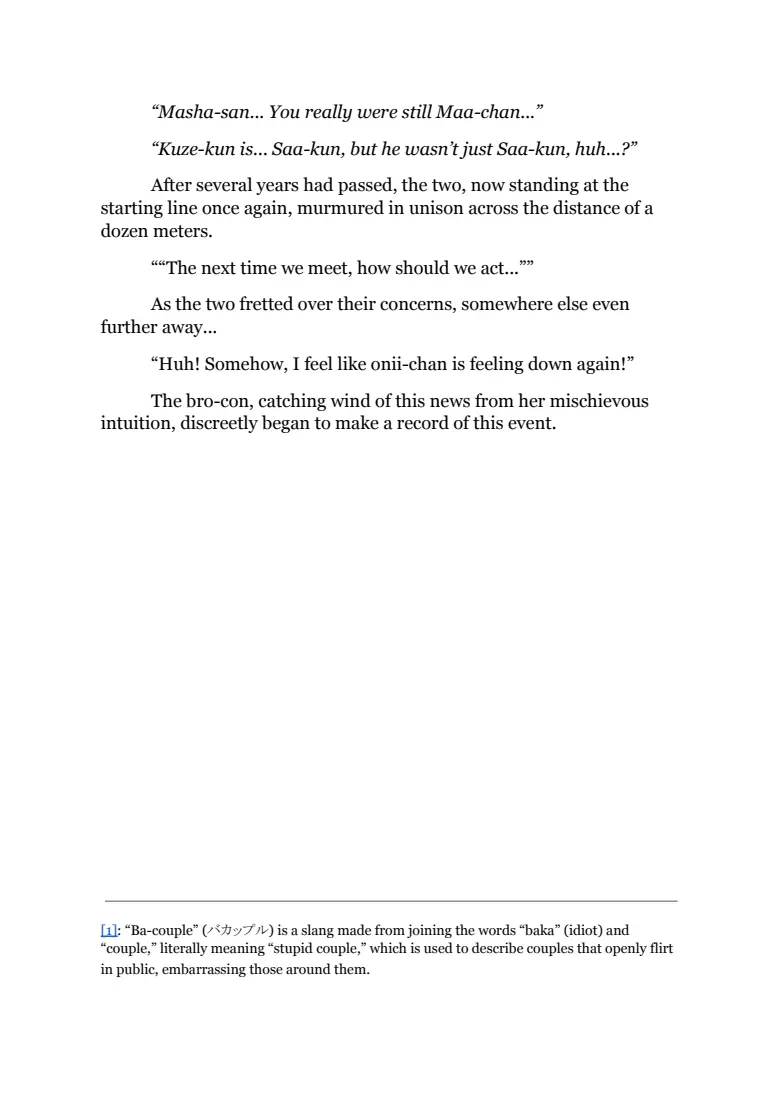 “Masha-san... You really were still Maa-chan...”
“Kuze-kun is... Saa-kun, but he wasn’t just Saa-kun, huh...?”
After several years had passed, the two, now standing at the
starting line once again, murmured in unison across the distance of a
dozen meters.
““The next time we meet, how should we act...””
As the two fretted over their concerns, somewhere else even
further away...
“Huh! Somehow, I feel like onii-chan is feeling down again!”
The bro-con, catching wind of this news from her mischievous
intuition, discreetly began to make a record of this event.
[1]: “Ba-couple” (バカップル) is a slang made from joining the words “baka” (idiot) and
“couple,” literally meaning “stupid couple,” which is used to describe couples that openly flirt
in public, embarrassing those around them.